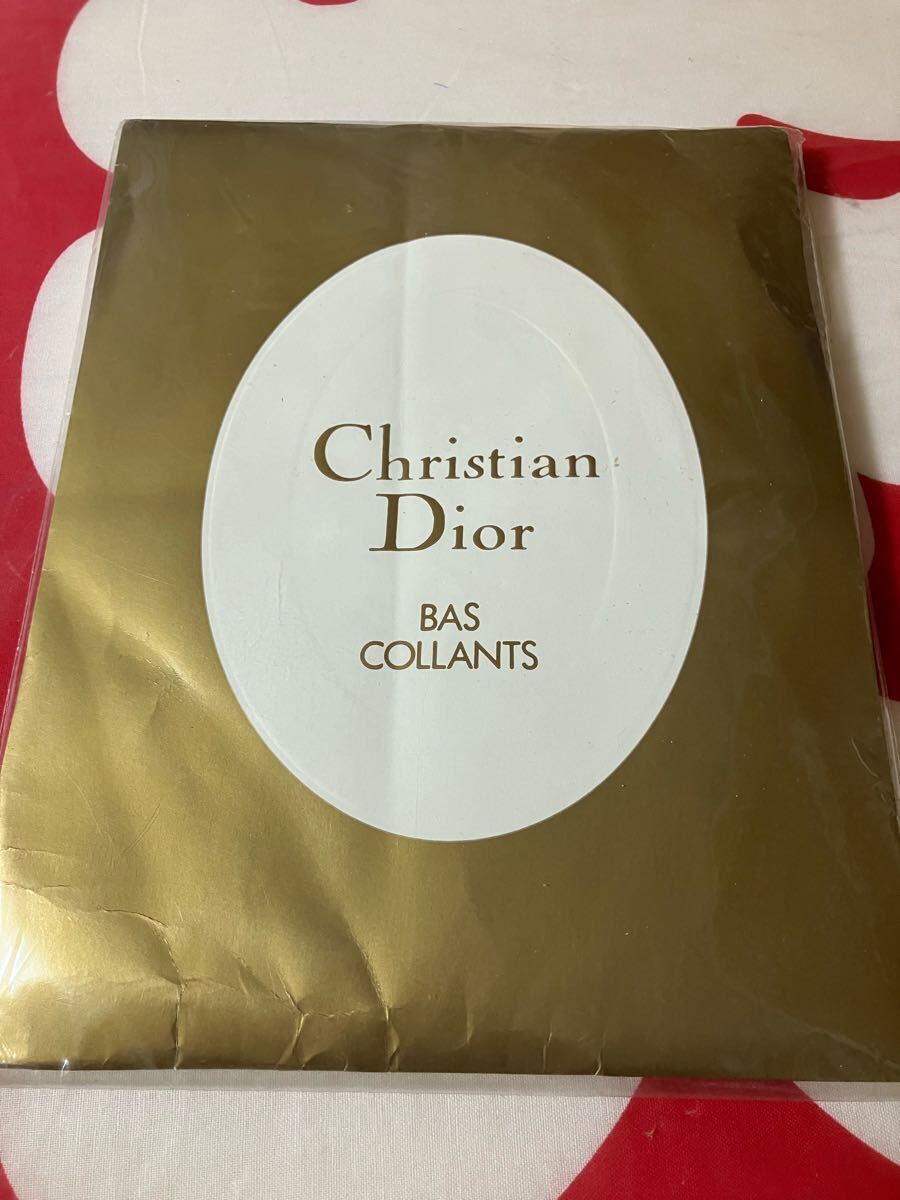 Christian
Dior
BAS
COLLANTS